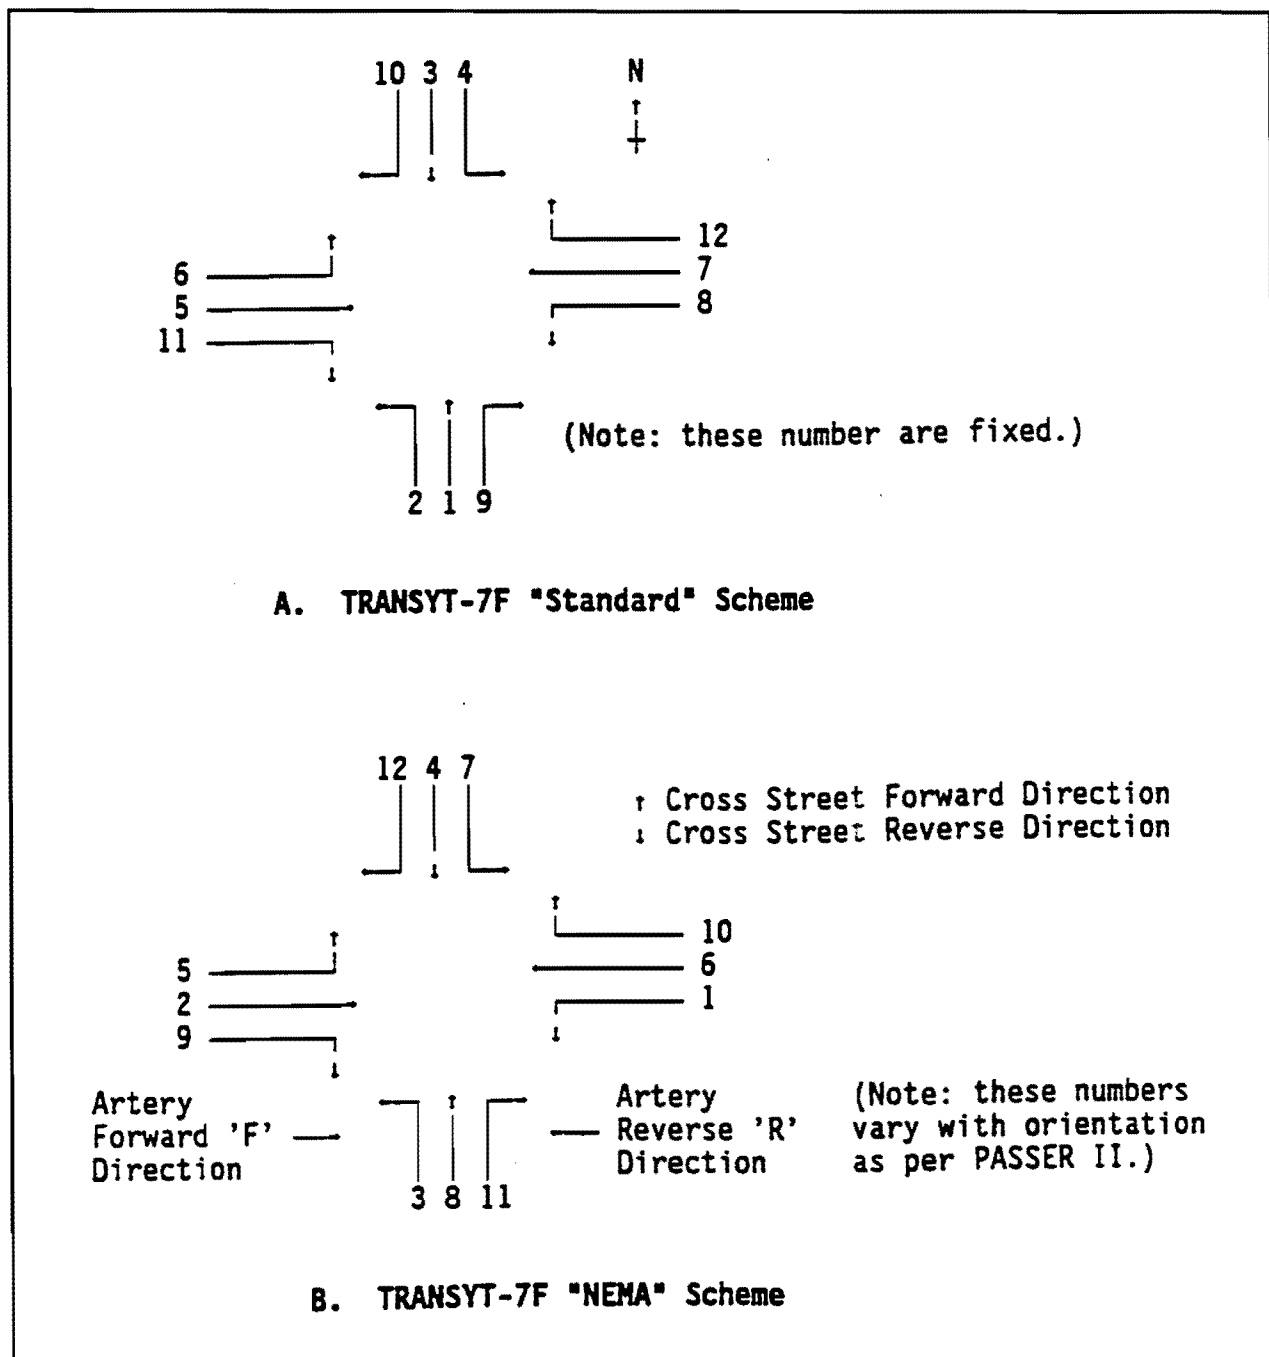 10 3 4
N
12
7
8
6
5
11
(Note: these number are fixed.)
2 1 9
A. TRANSYT-7F "Standard" Scheme
12 4 7
↑ Cross Street Forward Direction
↓ Cross Street Reverse Direction
10
6
1
5
2
9
Artery
Forward 'F'
Direction
Artery
Reverse 'R'
Direction
(Note: these numbers
vary with orientation
as per PASSER II.)
3 8 11
B. TRANSYT-7F "NEMA" Scheme